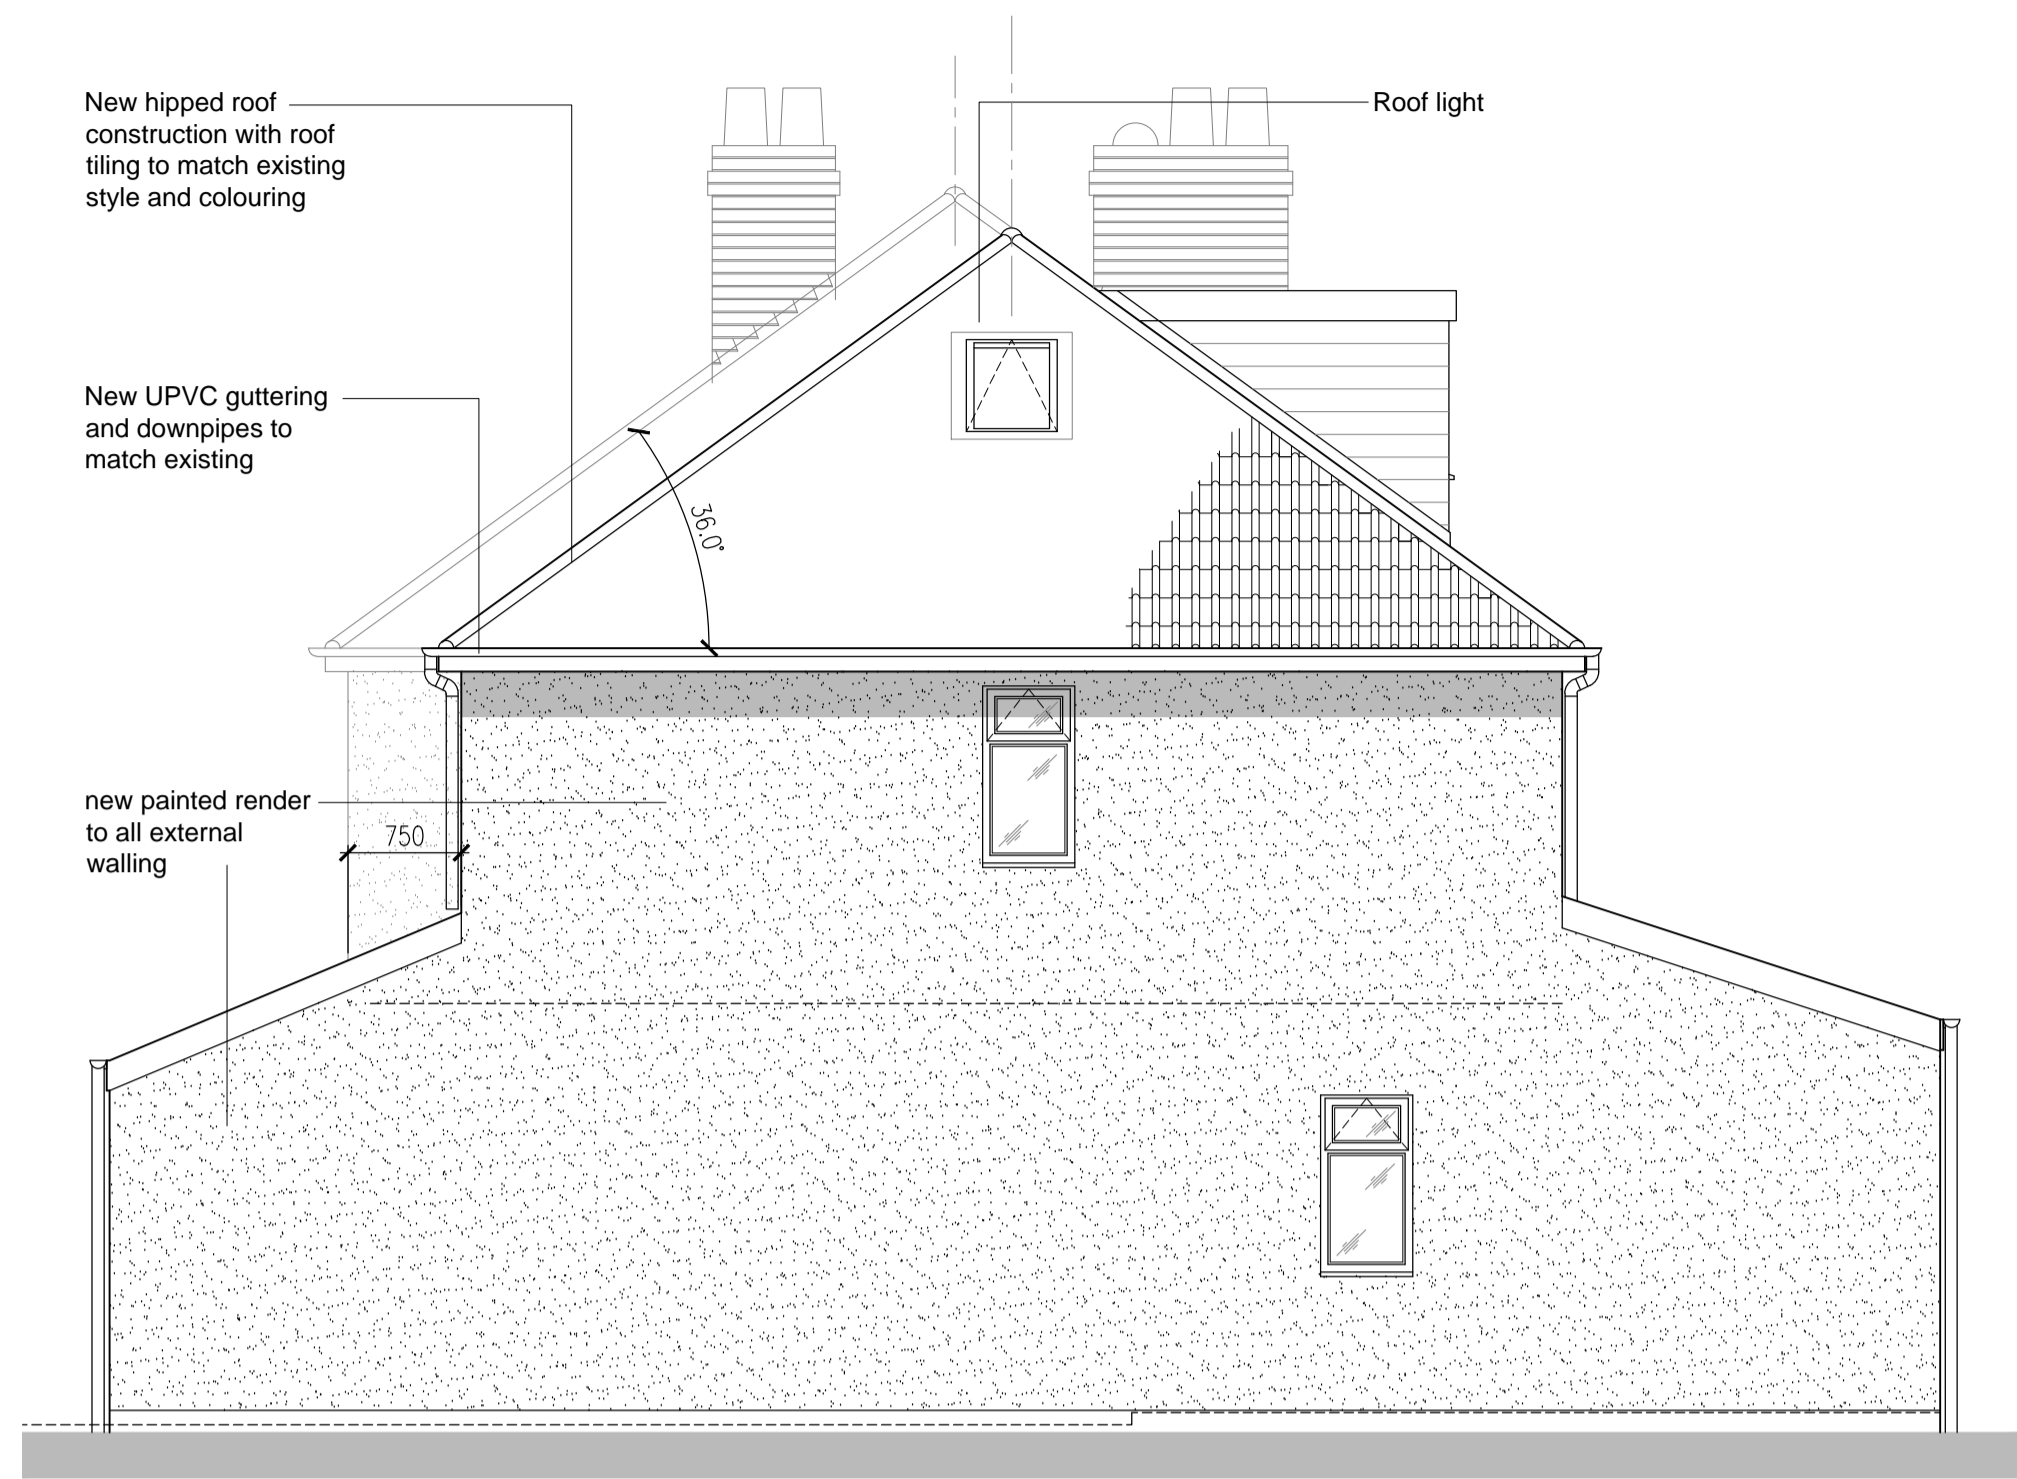 New hipped roof
construction with roof
tiling to match existing
style and colouring
Roof light
New UPVC guttering
and downpipes to
match existing
36.0°
new painted render
to all external
walling
750